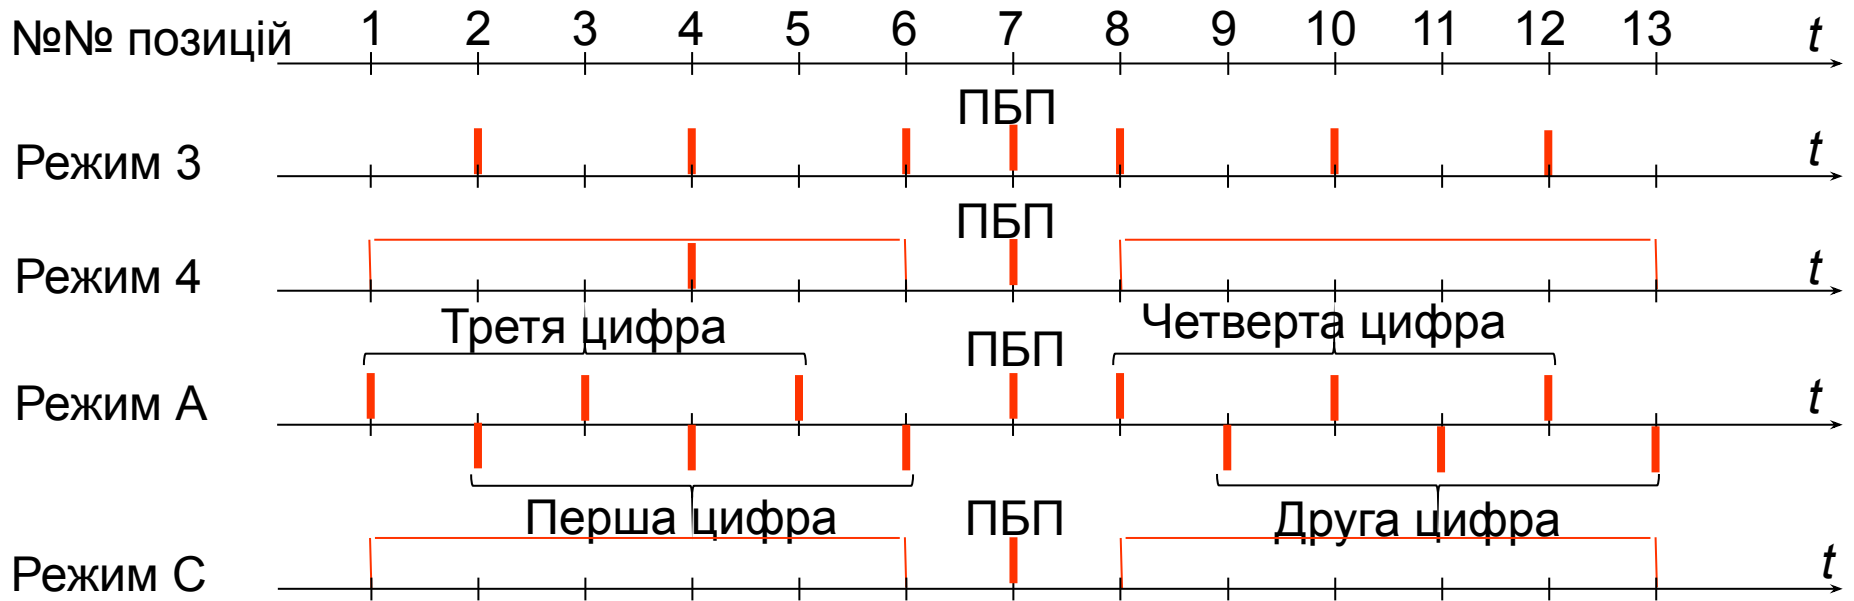 №№ позицій 1 2 3 4 5 6 7 8 9 10 11 12 13 t
ПБП
Режим 3 t
ПБП
Режим 4 t
Третя цифра ПБП Четверта цифра
Режим А t
Перша цифра ПБП Друга цифра
Режим С t